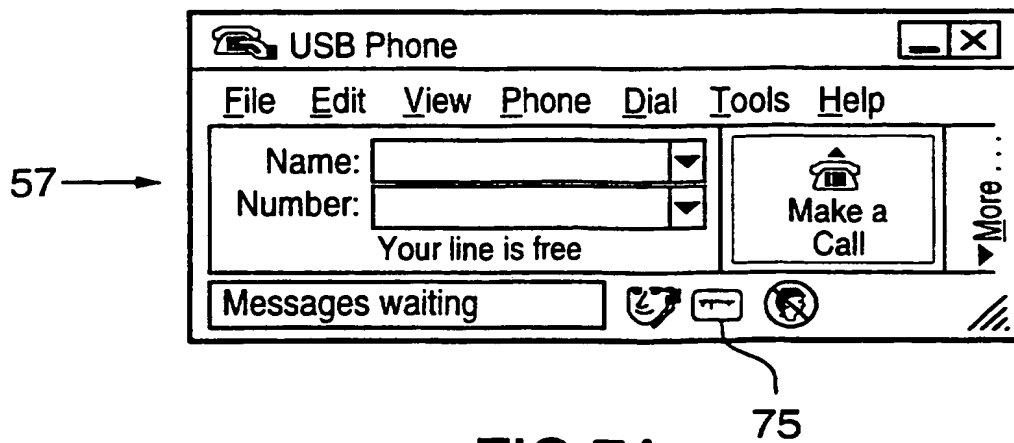 USB Phone
File Edit View Phone Dial Tools Help
57
Name:
Number:
Your line is free
Make a
Call
More ...
Messages waiting
75